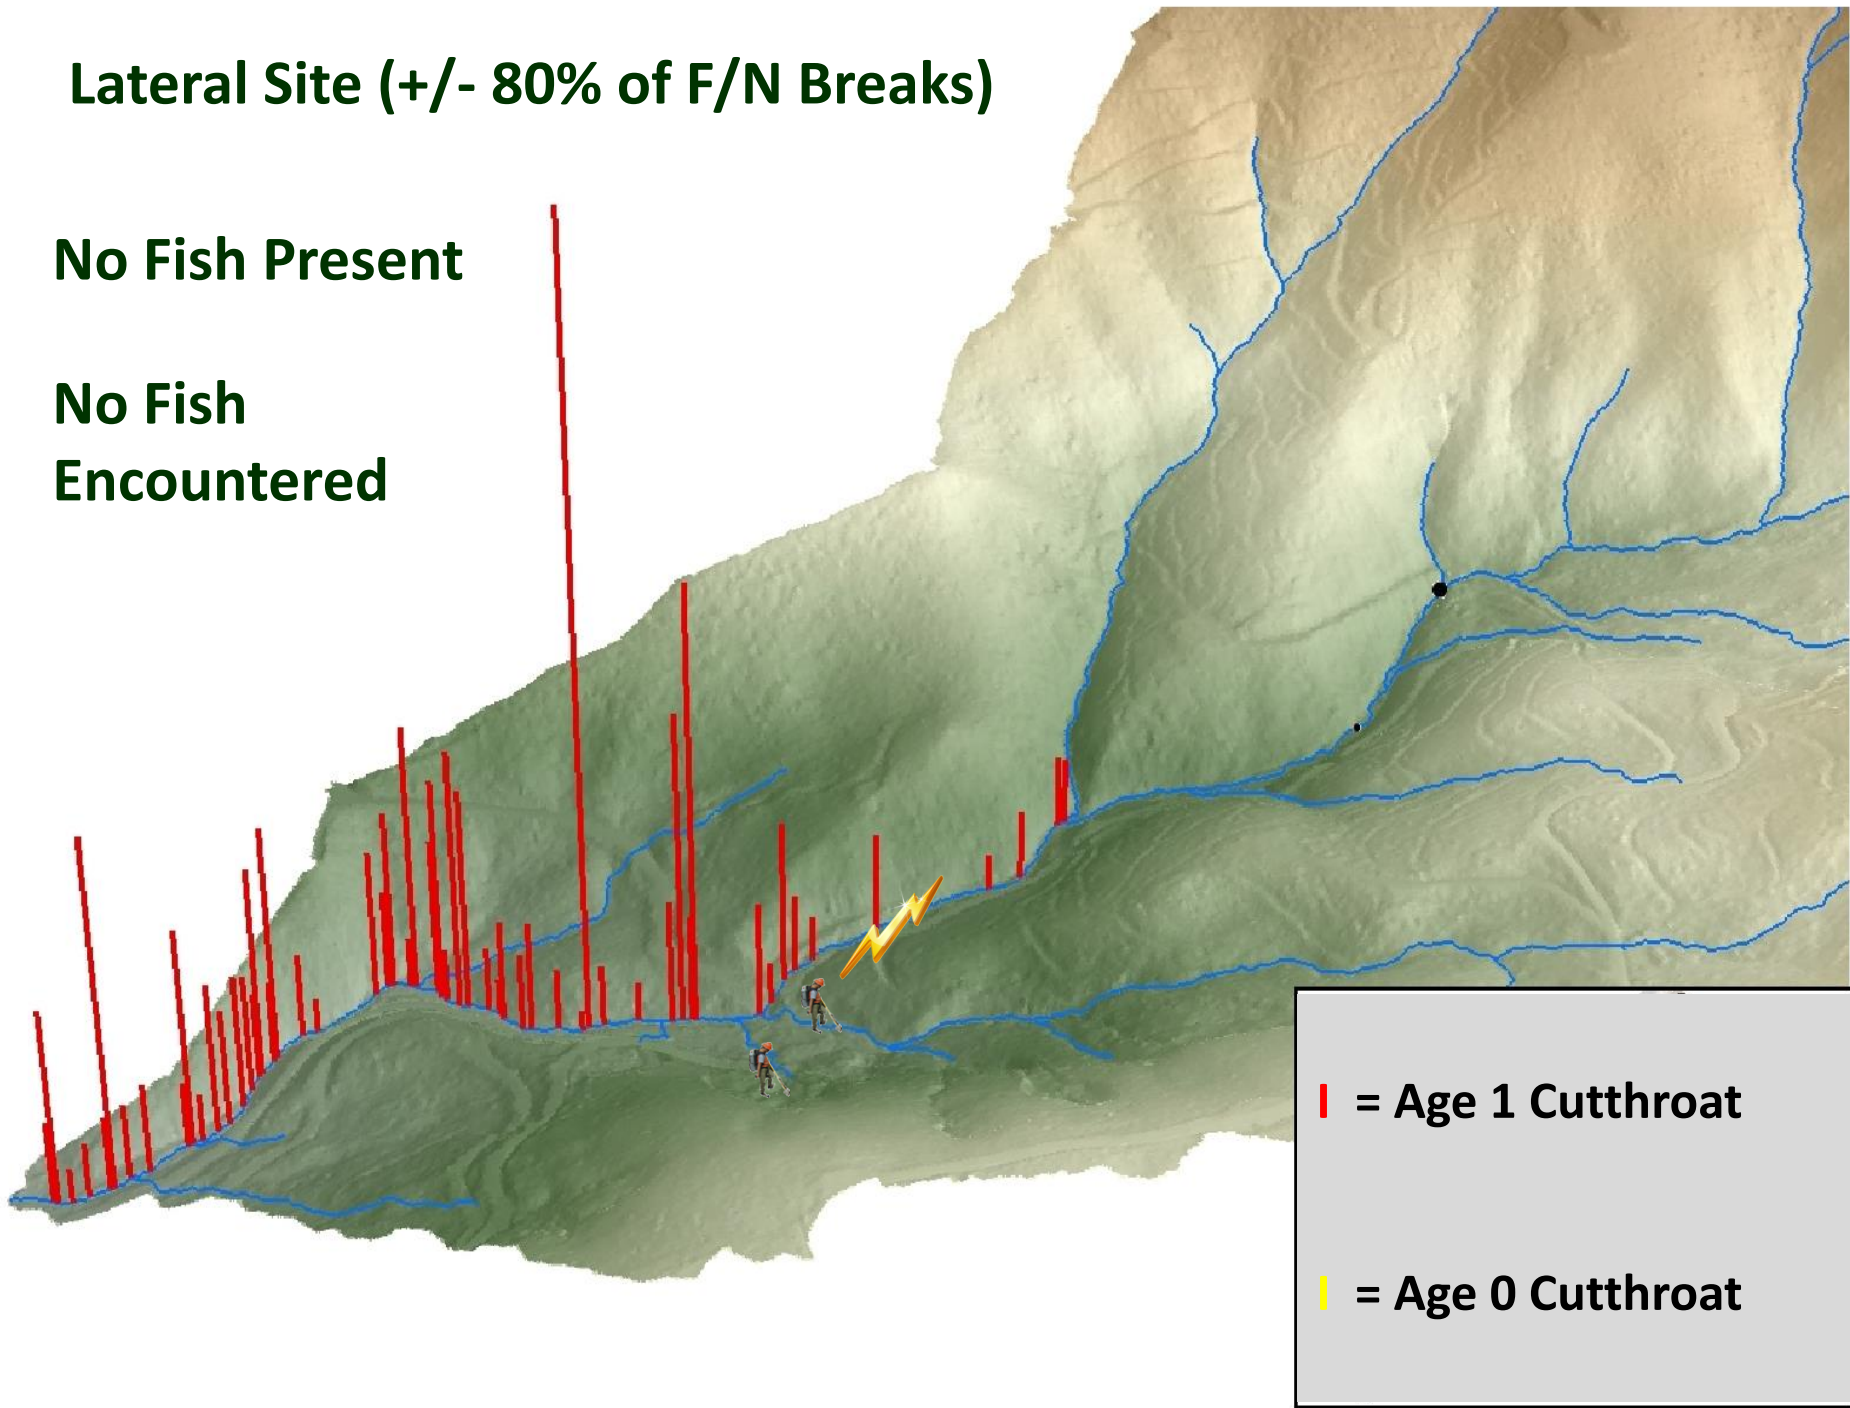 Lateral Site (+/- 80% of F/N Breaks)
No Fish Present
No Fish
Encountered
= Age 1 Cutthroat
= Age 0 Cutthroat